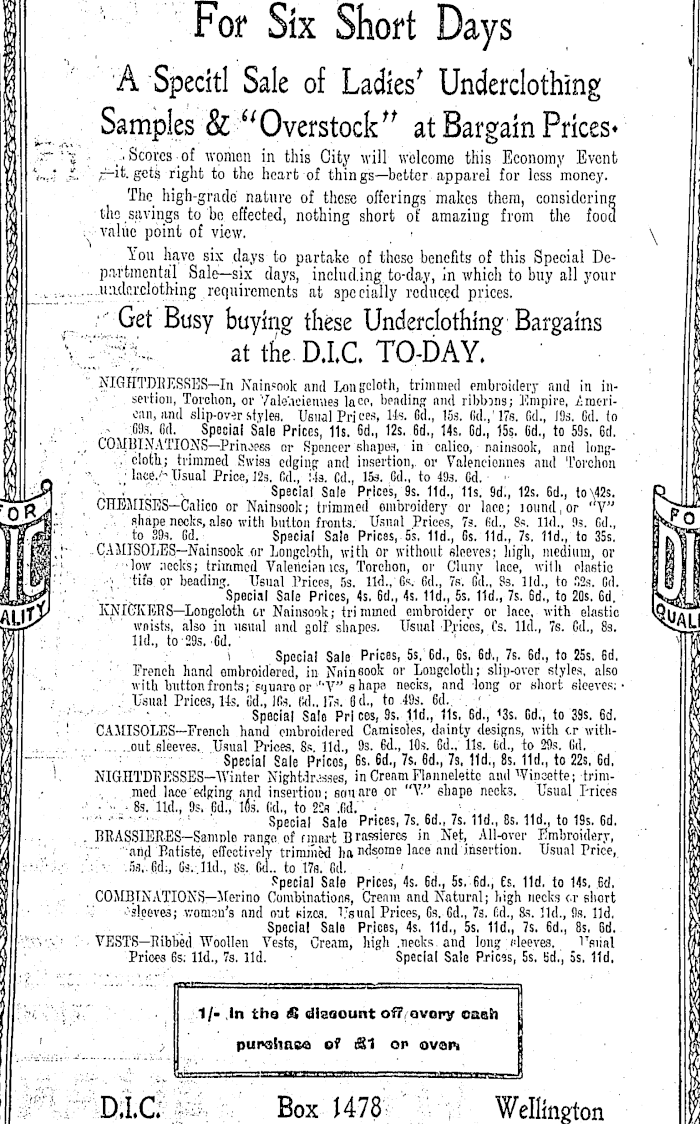 For Six Short Days
A Specitl Sale of Ladies' Underclothing
Samples & "Overstock" at Bargain Prices.
Scores of women in this City will welcome this Economy Event
—it gets right to the heart of things—better apparel for less money.
The high-grade nature of these offerings makes them, considering
the savings to be effected, nothing short of amazing from the food
value point of view.
You have six days to partake of these benefits of this Special De-
partmental Sale—six days, including to-day, in which to buy all your
underclothing requirements at specially reduced prices.
Get Busy buying these Underclothing Bargains
at the D.I.C. TO-DAY.
NIGHTDRESSES—In Nainsook and Longcloth, trimmed embroidery and in in-
sertion, Torchon, or Valenciennes lace, beading and ribbons; Empire, Ameri-
can, and slip-over styles. Usual Prices, 14s. 6d., 15s. 6d., 17s. 6d., 19s. 6d. to
69s. 6d. Special Sale Prices, 11s. 6d., 12s. 6d., 14s. 6d., 15s. 6d., to 59s. 6d.
COMBINATIONS—Princess or Spencer shapes, in calico, nainsook, and long-
cloth; trimmed Swiss edging and insertion, or Valenciennes and Torchon
lace. Usual Price, 12s. 6d., 14s. 6d., 15s. 6d., to 49s. 6d.
Special Sale Prices, 9s. 11d., 11s. 9d., 12s. 6d., to 42s.
CHEMISES—Calico or Nainsook; trimmed embroidery or lace; round or "V"
shape necks, also with button fronts. Usual Prices, 7s. 6d., 8s. 11d., 9s. 6d.,
to 39s. 6d. Special Sale Prices, 5s. 11d., 6s. 11d., 7s. 11d., to 35s.
CAMISOLES—Nainsook or Longcloth, with or without sleeves; high, medium, or
low necks; trimmed Valenciennes, Torchon, or Cluny lace, with elastic
tits or beading. Usual Prices, 5s. 11d., 6s. 6d., 7s. 6d., 8s. 11d., to 32s. 6d.
Special Sale Prices, 4s. 6d., 4s. 11d., 5s. 11d., 7s. 6d., to 20s. 6d.
KNICKERS—Longcloth or Nainsook; trimmed embroidery or lace, with elastic
waists, also in usual and golf shapes. Usual Prices, 6s. 11d., 7s. 6d., 8s.
11d., to 29s. 6d.
Special Sale Prices, 5s. 6d., 6s. 6d., 7s. 6d., to 25s. 6d.
French hand embroidered, in Nainsook or Longcloth; slip-over styles, also
with button fronts; square or "V" shape necks, and long or short sleeves.
Usual Prices, 14s. 6d., 16s. 6d., 17s. 6d., to 49s. 6d.
Special Sale Prices, 9s. 11d., 11s. 6d., 13s. 6d., to 39s. 6d.
CAMISOLES—French hand embroidered Camisoles, dainty designs, with or with-
out sleeves. Usual Prices. 8s. 11d., 9s. 6d., 10s. 6d., 11s. 6d., to 29s. 6d.
Special Sale Prices, 6s. 6d., 7s. 6d., 7s, 11d., 8s. 11d., to 22s. 6d.
NIGHTDRESSES—Winter Nightdresses, in Cream Flannelette and Wincette; trim-
med lace edging and insertion; square or "V." shape necks. Usual Prices
8s. 11d., 9s. 6d., 10s. 6d., to 22s .6d.
Special Sale Prices, 7s. 6d., 7s. 11d., 8s. 11d., to 19s. 6d.
BRASSIERES—Sample range of smart Brassieres in Net, All-over Embroidery,
and Batiste, effectively trimmed handsome lace and insertion. Usual Price,
5s. 6d., 6s. 11d., 8s. 6d.. to 17s. 6d.
Special Sale Prices, 4s. 6d., 5s. 6d., 6s. 11d. to 14s, 6d.
COMBINATIONS—Merino Combinations, Cream and Natural; high necks or short
sleeves; women's and out sizes. Usual Prices, 6s. 6d., 7s. 6d., 8s. 11d., 9s. 11d.
Special Sale Prices, 4s. 11d., 5s. 11d., 7s. 6d., 8s. 6d.
VESTS—Ribbed Woollen Vests, Cream, high necks and long sleeves. Usual
Prices 6s. 11d., 7s. 11d. Special Sale Prices, 5s. 5d., 5s. 11d.
FOR
DIC
QUALITY
1/- in the £ discount off every cash
purchase of £1 or over.
D.I.C. Box 1478 Wellington